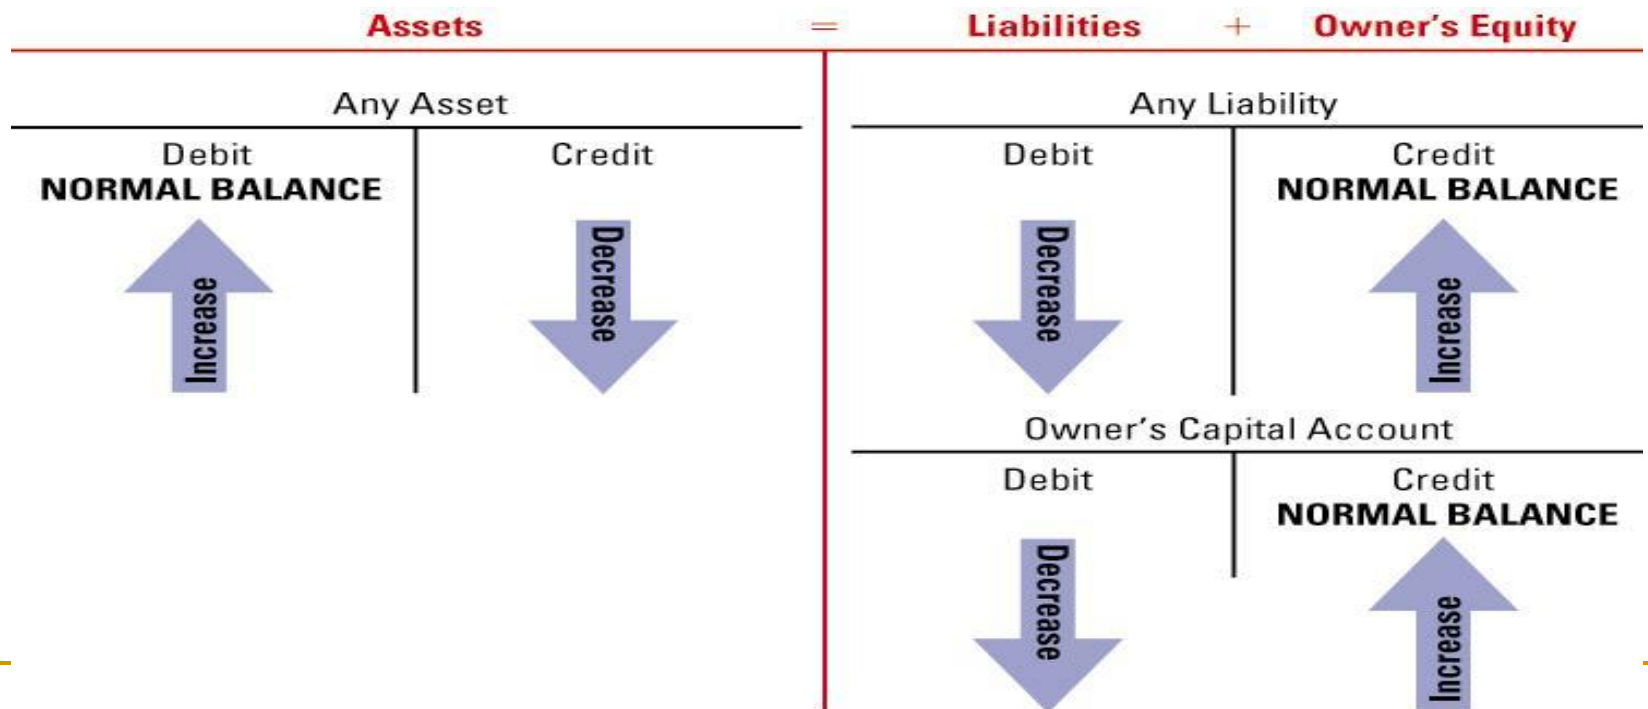 Assets = Liabilities + Owner's Equity
Any Asset
Debit Credit
NORMAL BALANCE
Increase Decrease
Any Liability
Debit Credit
NORMAL BALANCE
Decrease Increase
Owner's Capital Account
Debit Credit
NORMAL BALANCE
Decrease Increase